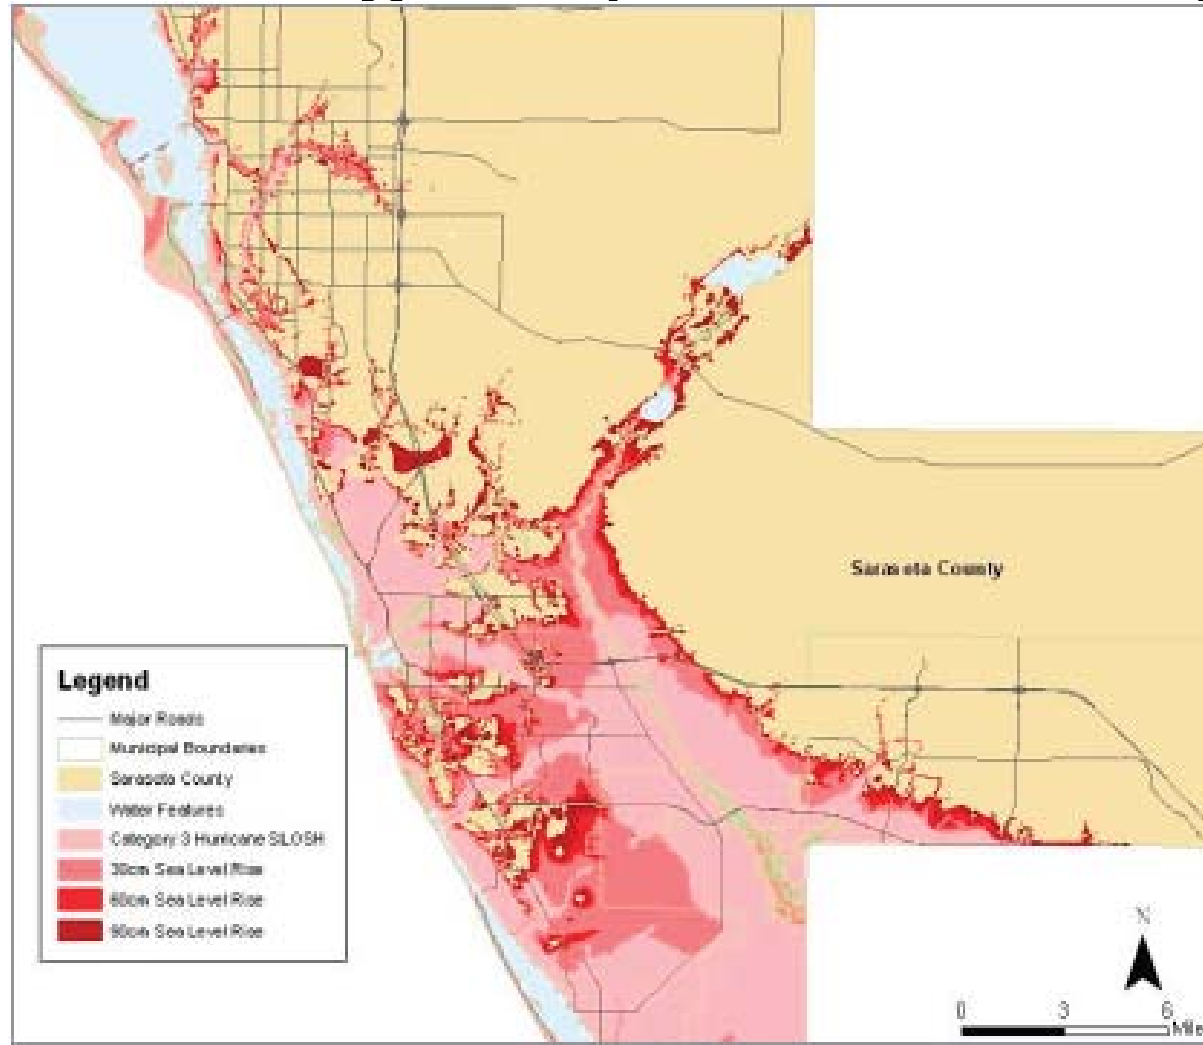 Sarasota County
Legend
Major Roads
Municipal Boundaries
Sarasota County
Water Features
Category 3 Hurricane SLOSH
30cm Sea Level Rise
60cm Sea Level Rise
90cm Sea Level Rise
N
0 3 6
Mile